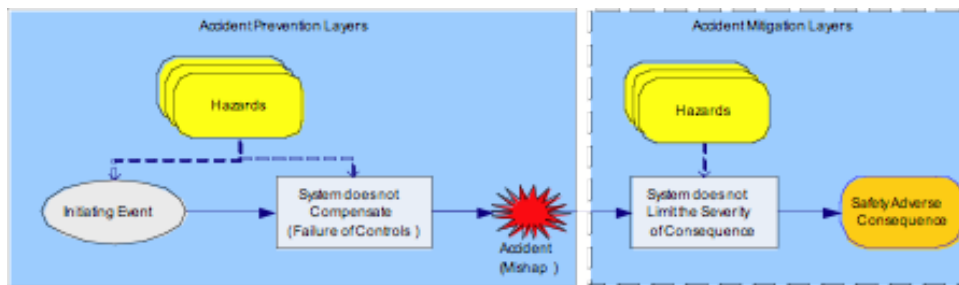 Accident Prevention Layers
Accident Mitigation Layers
Hazards
Hazards
Initiating Event
System does not
Compensate
(Failure of Controls )
Accident
(Mishap )
System does not
Limit the Severity
of Consequence
Safety Adverse
Consequence